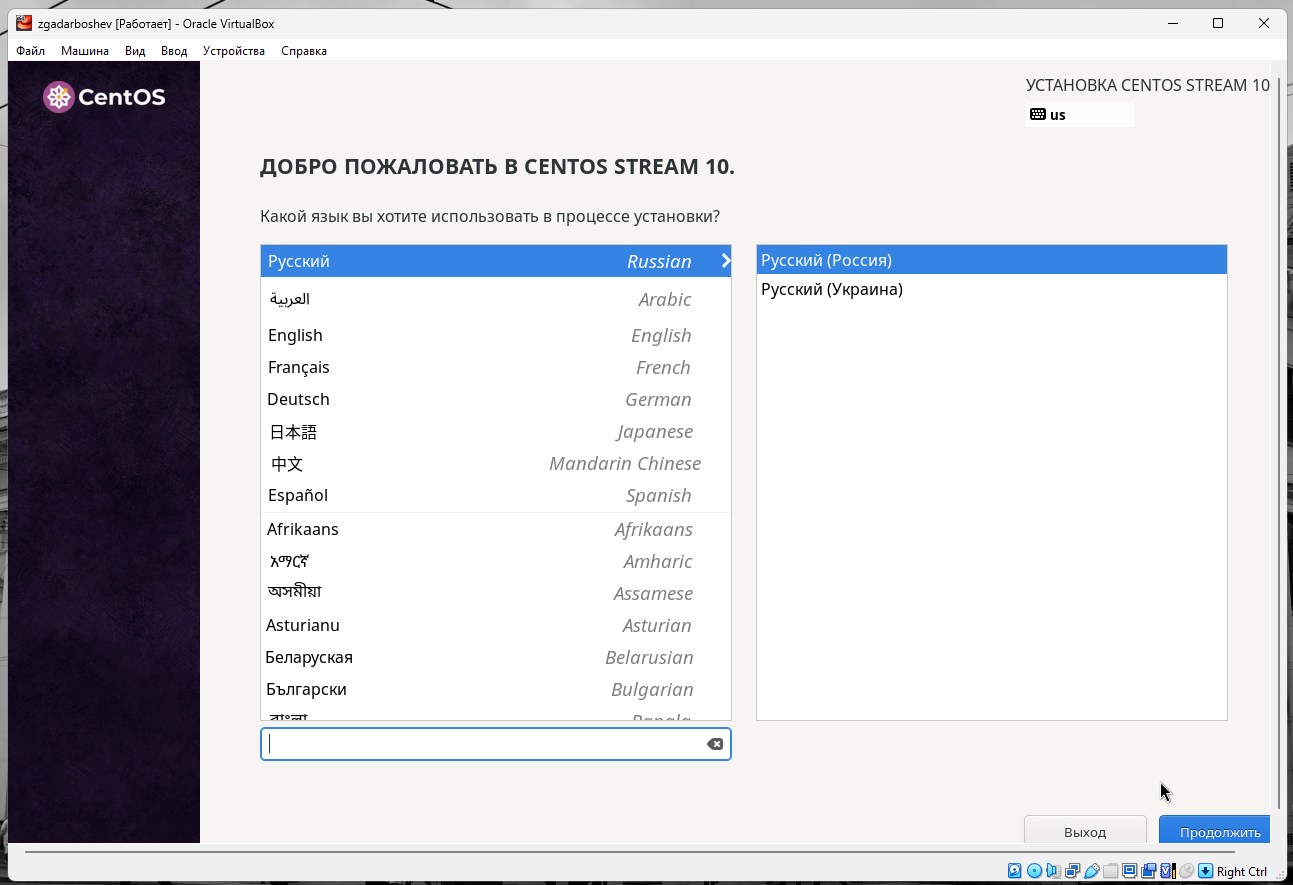 zgadarboshev [Работает] - Oracle VirtualBox
Файл Машина Вид Ввод Устройства Справка
CentOS
УСТАНОВКА CENTOS STREAM 10
us
ДОБРО ПОЖАЛОВАТЬ В CENTOS STREAM 10.
Какой язык вы хотите использовать в процессе установки?
Русский Russian
العربية Arabic
English English
Français French
Deutsch German
日本語 Japanese
中文 Mandarin Chinese
Español Spanish
Afrikaans Afrikaans
አማርኛ Amharic
অসমীয়া Assamese
Asturianu Asturian
Беларуская Belarusian
Български Bulgarian
বাংলা Bangla
Русский (Россия)
Русский (Украина)
Выход
Продолжить
Right Ctrl